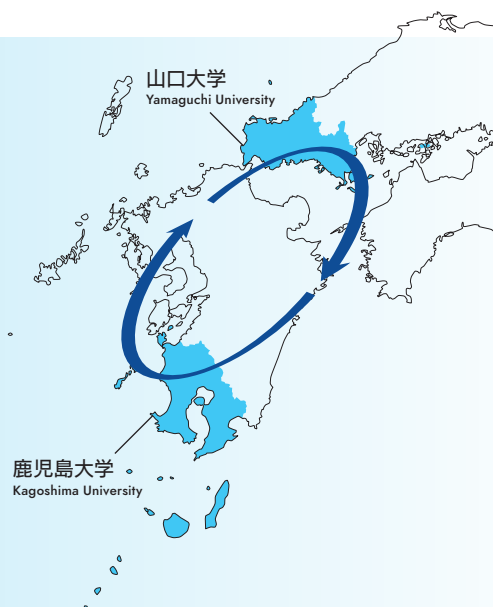 山口大学
Yamaguchi University
鹿児島大学
Kagoshima University